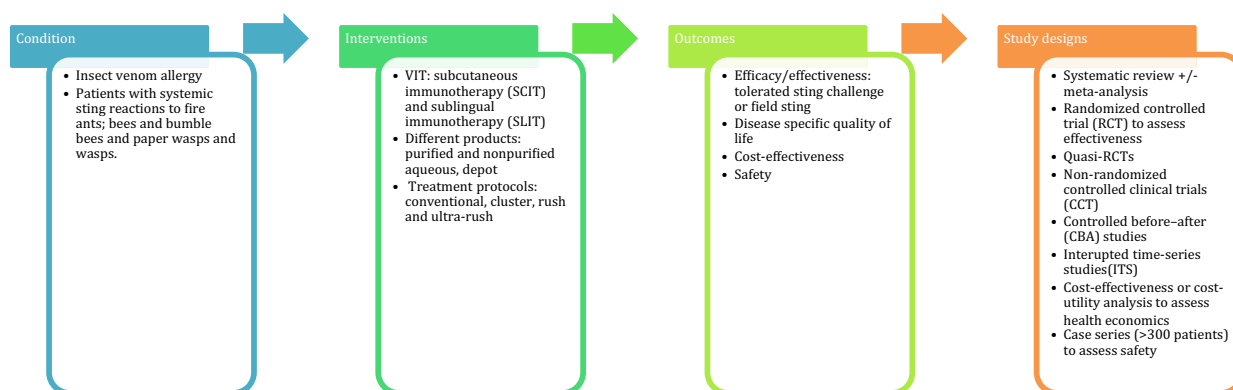 Condition
• Insect venom allergy
• Patients with systemic
sting reactions to fire
ants; bees and bumble
bees and paper wasps and
wasps.
Interventions
• VIT: subcutaneous
immunotherapy (SCIT)
and sublingual
immunotherapy (SLIT)
• Different products:
purified and nonpurified
aqueous, depot
• Treatment protocols:
conventional, cluster, rush
and ultra-rush
Outcomes
• Efficacy/effectiveness:
tolerated sting challenge
or field sting
• Disease specific quality of
life
• Cost-effectiveness
• Safety
Study designs
• Systematic review +/-
meta-analysis
• Randomized controlled
trial (RCT) to assess
effectiveness
• Quasi-RCTs
• Non-randomized
controlled clinical trials
(CCT)
• Controlled before–after
(CBA) studies
• Interupted time-series
studies(ITS)
• Cost-effectiveness or cost-
utility analysis to assess
health economics
• Case series (>300 patients)
to assess safety